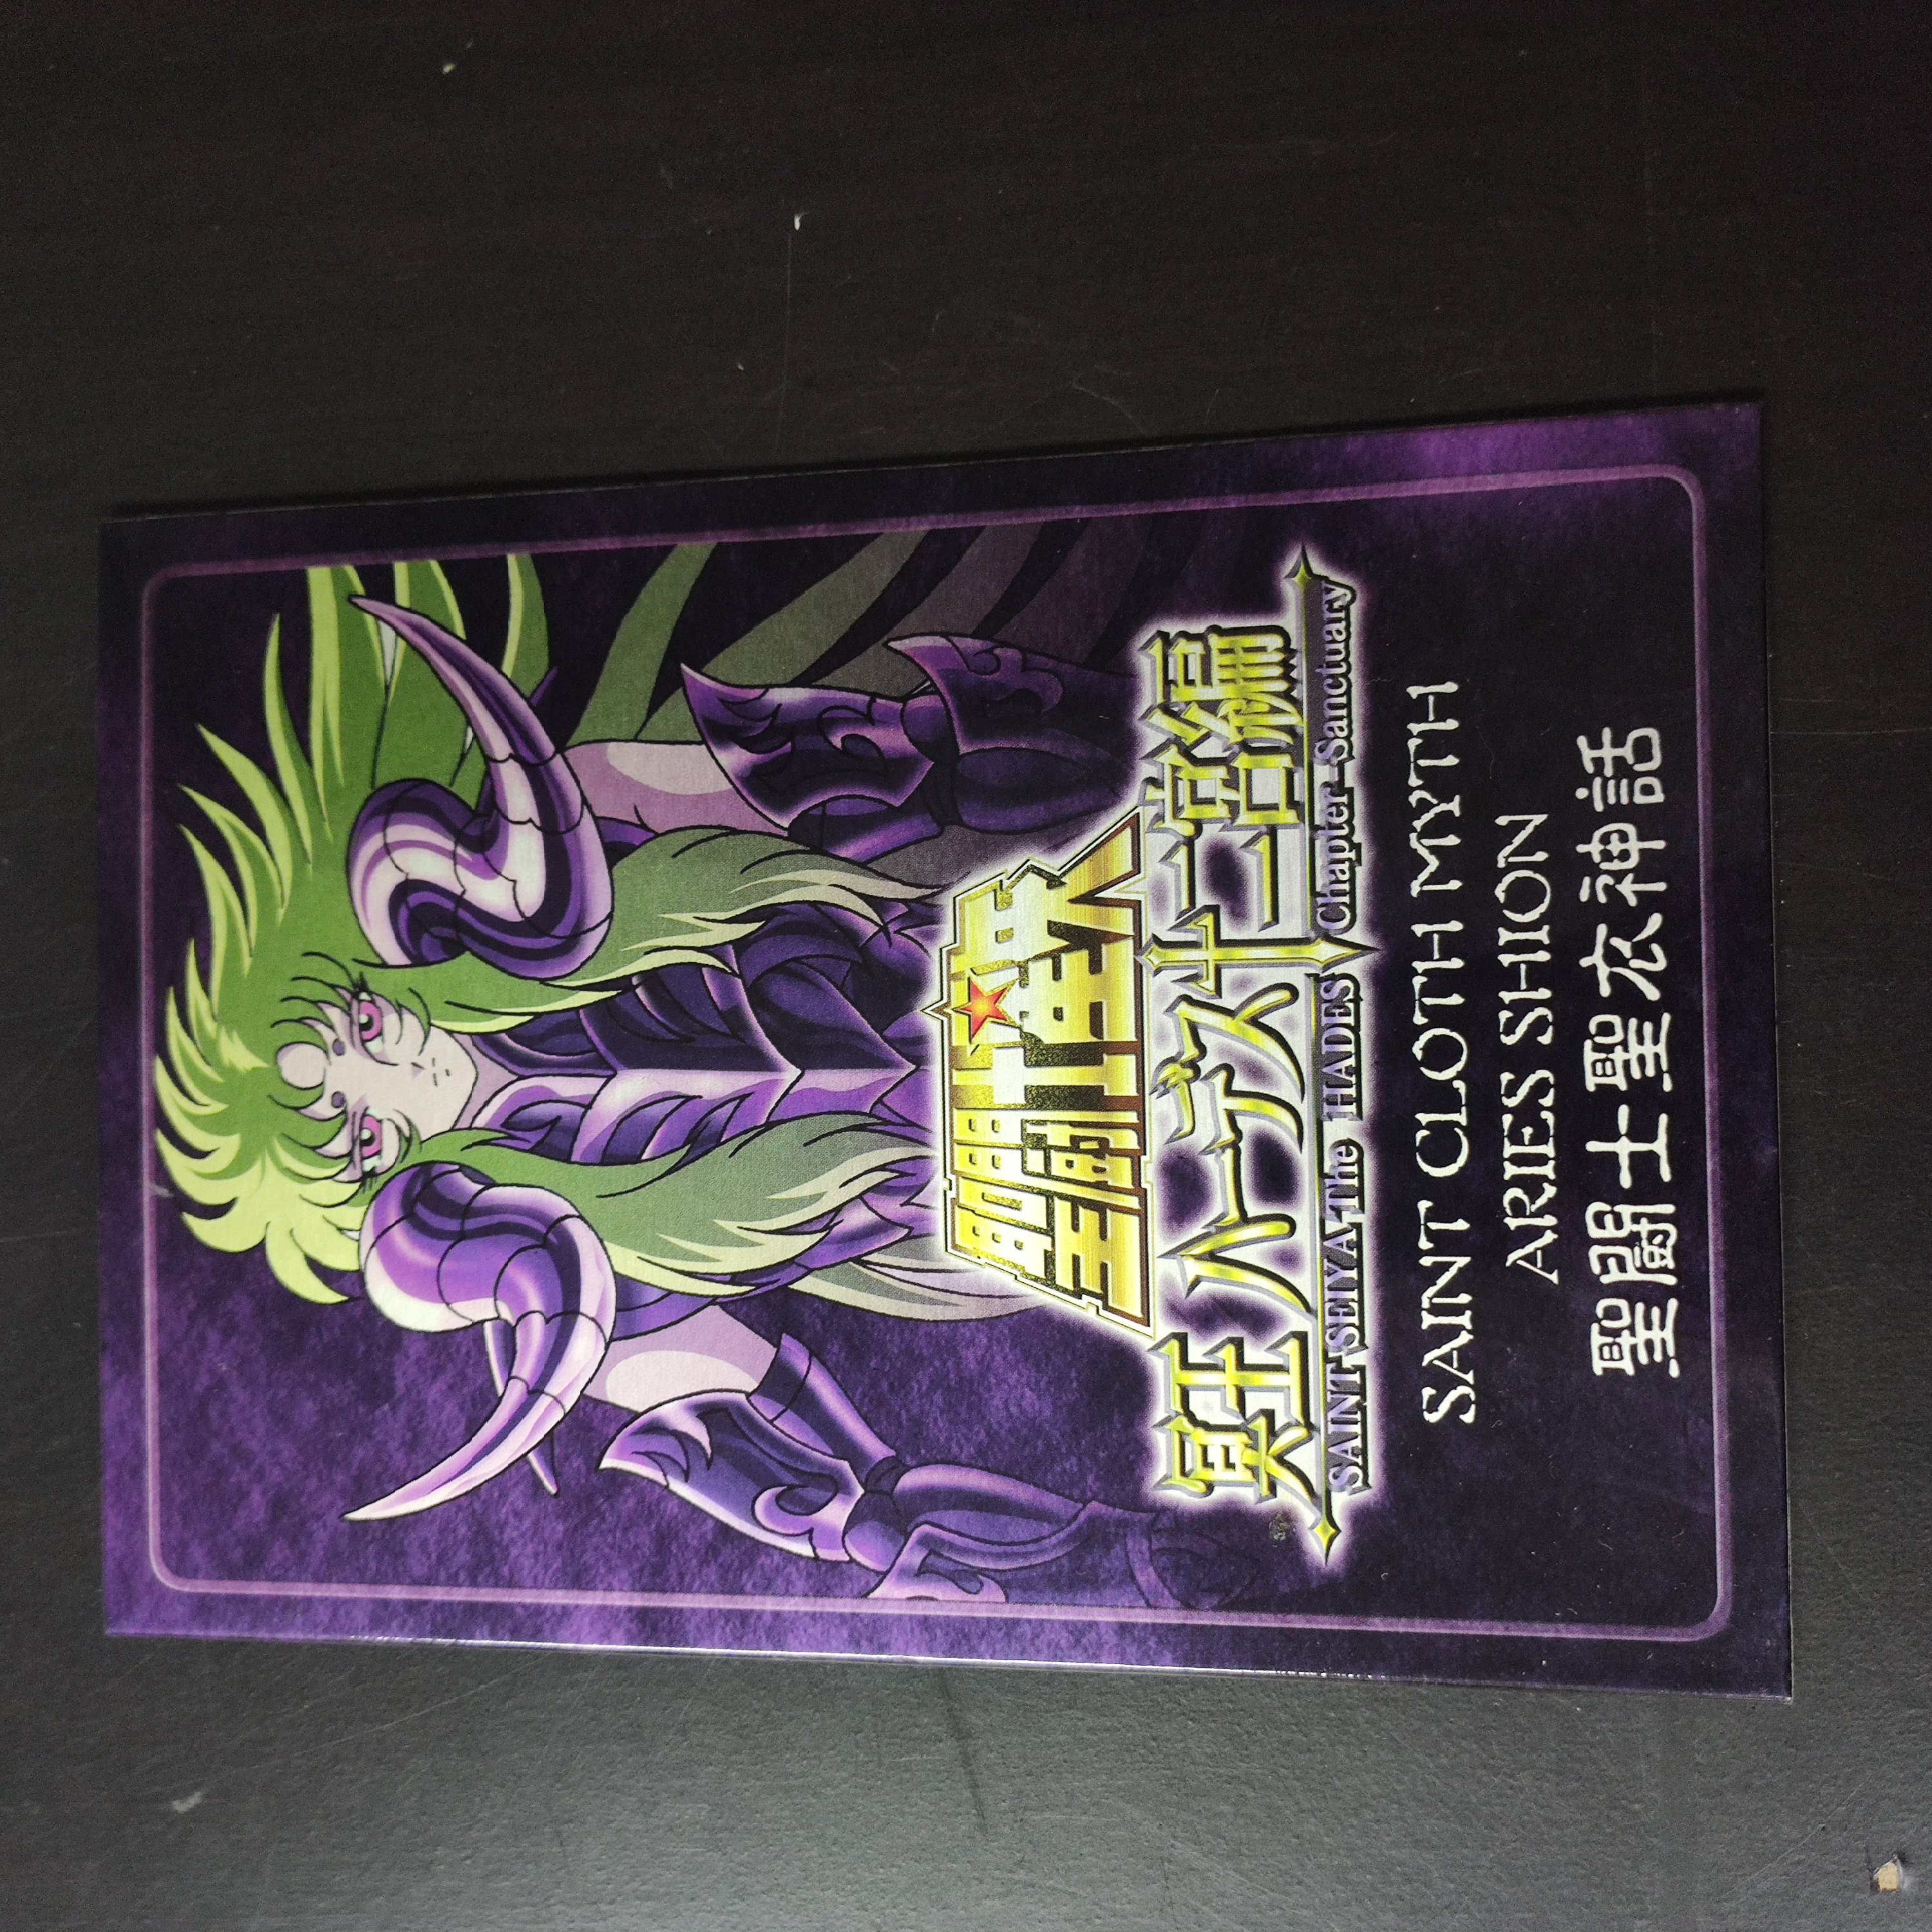 聖闘士星矢
冥王ハーデス十二宮編
SAINT SEIYA The HADES Chapter-Sanctuary
SAINT CLOTH MYTH
ARIES SHION
聖闘士聖衣神話